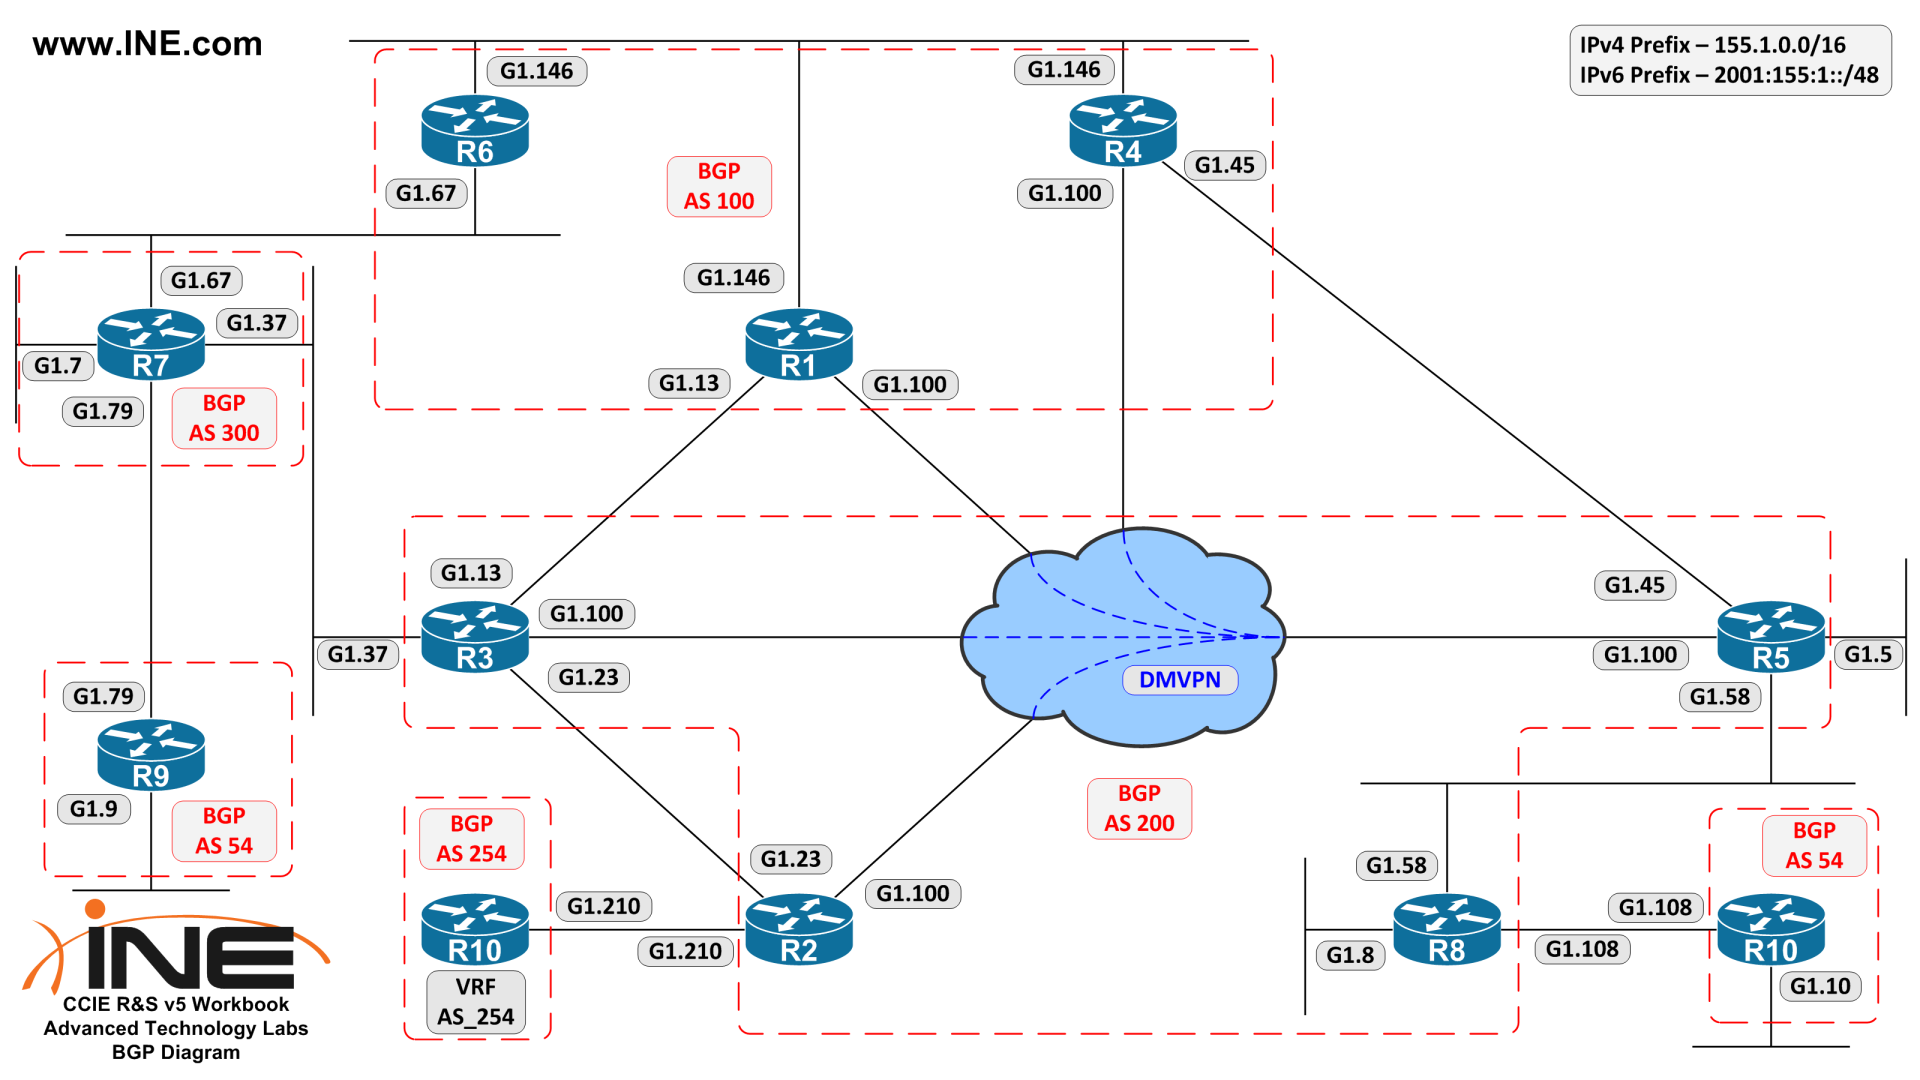 www.INE.com
IPv4 Prefix – 155.1.0.0/16
IPv6 Prefix – 2001:155:1::/48
G1.146
G1.146
R6
R4
G1.67
BGP
AS 100
G1.100
G1.45
G1.67
G1.146
G1.37
G1.7
R7
R1
G1.79
BGP
AS 300
G1.13
G1.100
G1.13
G1.100
G1.45
R3
G1.37
G1.23
DMVPN
G1.100
R5
G1.5
G1.58
G1.79
R9
G1.9
BGP
AS 54
BGP
AS 254
BGP
AS 200
BGP
AS 54
G1.23
G1.100
G1.58
G1.210
G1.108
R10
G1.210
R2
G1.8
R8
G1.108
R10
VRF
AS_254
G1.10
INE
CCIE R&S v5 Workbook
Advanced Technology Labs
BGP Diagram